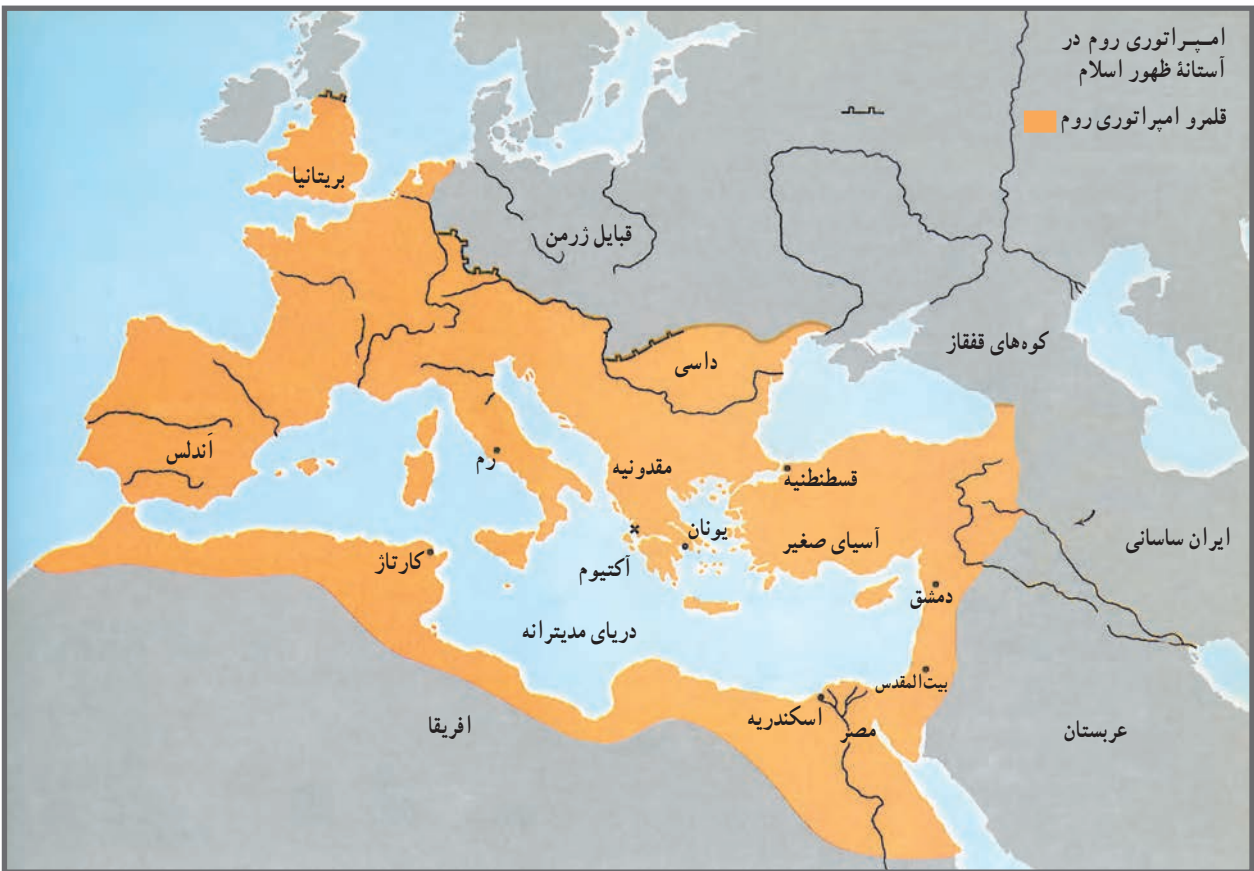 امپراتوری روم در
آستانهٔ ظهور اسلام
قلمرو امپراتوری روم
بریتانیا
قبایل ژرمن
کوه‌های قفقاز
داسی
آندلس
رم
مقدونیه
قسطنطنیه
یونان
آسیای صغیر
ایران ساسانی
کارتاژ
آکتیوم
دمشق
دریای مدیترانه
بیت‌المقدس
اسکندریه
مصر
افریقا
عربستان